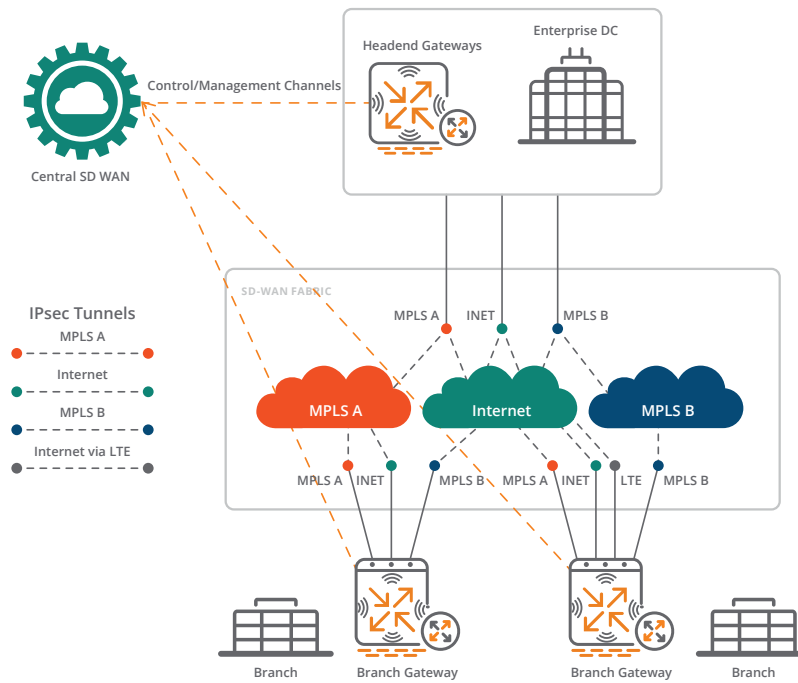 Enterprise DC
Headend Gateways
Control/Management Channels
Central SD WAN
SD-WAN FABRIC
IPsec Tunnels
MPLS A
Internet
MPLS B
Internet via LTE
MPLS A
INET
MPLS B
MPLS A
Internet
MPLS B
MPLS A
INET
MPLS B
MPLS A
INET
LTE
MPLS B
Branch
Branch Gateway
Branch Gateway
Branch